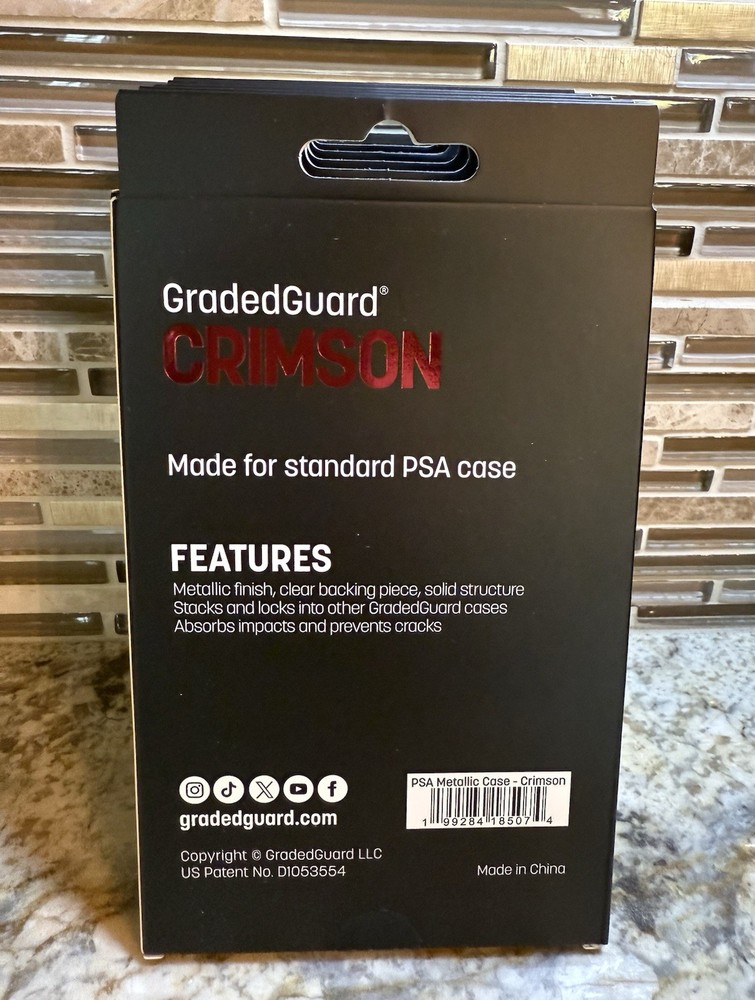 GradedGuard®
CRIMSON
Made for standard PSA case
FEATURES
Metallic finish, clear backing piece, solid structure
Stacks and locks into other GradedGuard cases
Absorbs impacts and prevents cracks
gradedguard.com
PSA Metallic Case - Crimson
1 99284 18507 4
Copyright © GradedGuard LLC
US Patent No. D1053554
Made in China